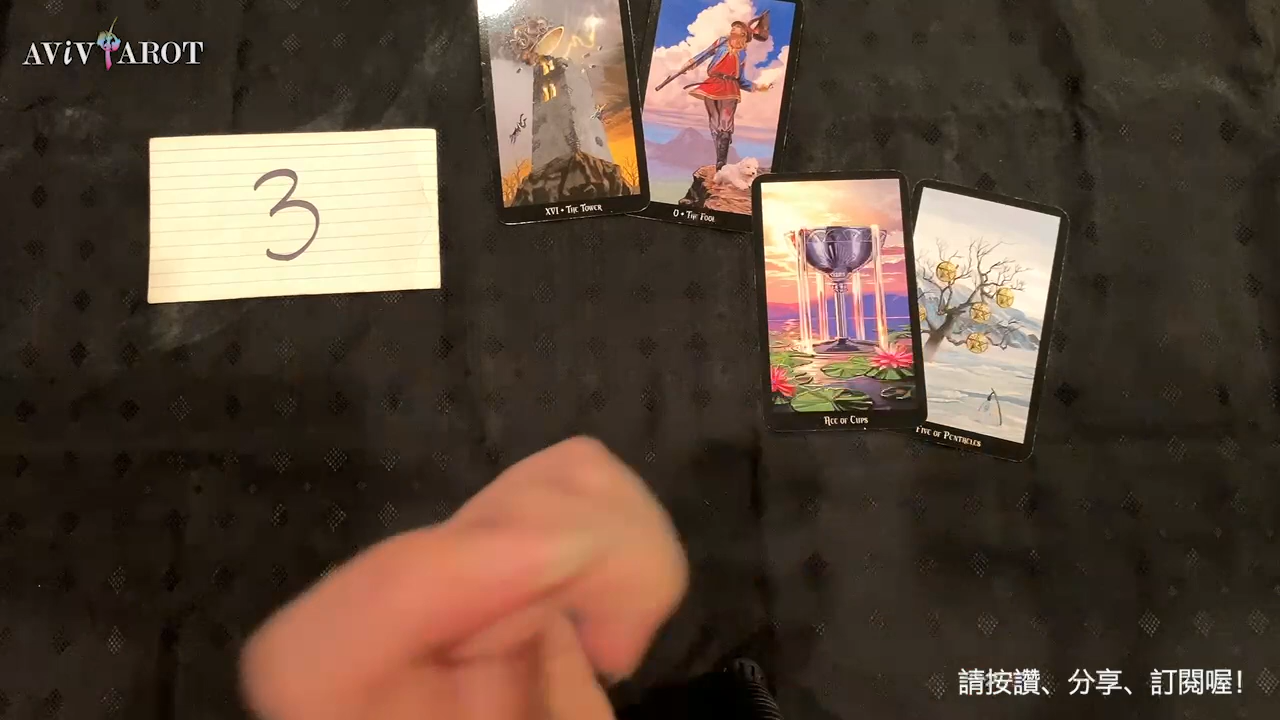 AViVTAROT
3
XVI • THE TOWER
0 • THE FOOL
ACE OF CUPS
FIVE OF PENTACLES
請按讚、分享、訂閱喔!